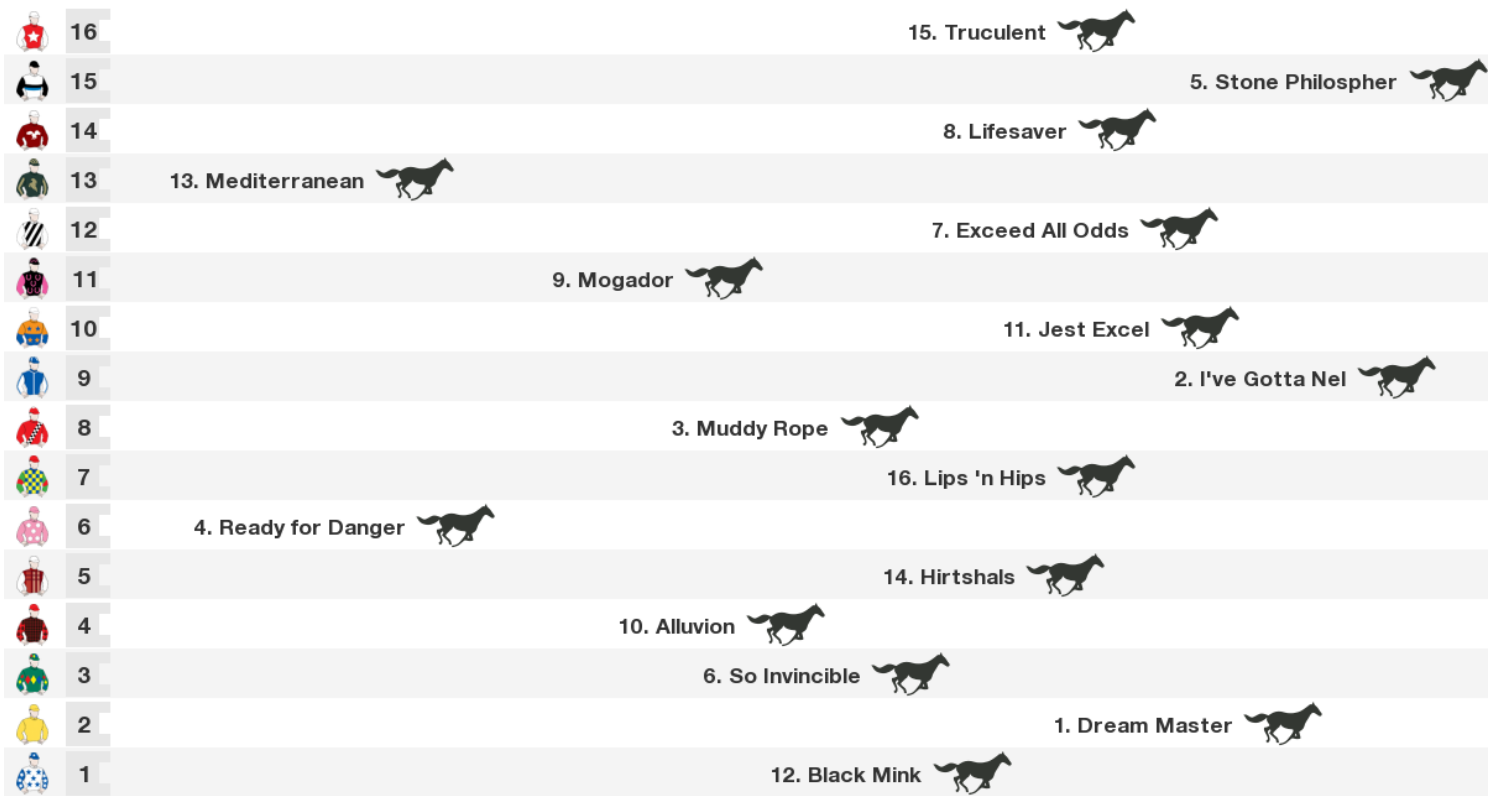 16 15. Truculent
15 5. Stone Philospher
14 8. Lifesaver
13 13. Mediterranean
12 7. Exceed All Odds
11 9. Mogador
10 11. Jest Excel
9 2. I've Gotta Nel
8 3. Muddy Rope
7 16. Lips 'n Hips
6 4. Ready for Danger
5 14. Hirtshals
4 10. Alluvion
3 6. So Invincible
2 1. Dream Master
1 12. Black Mink